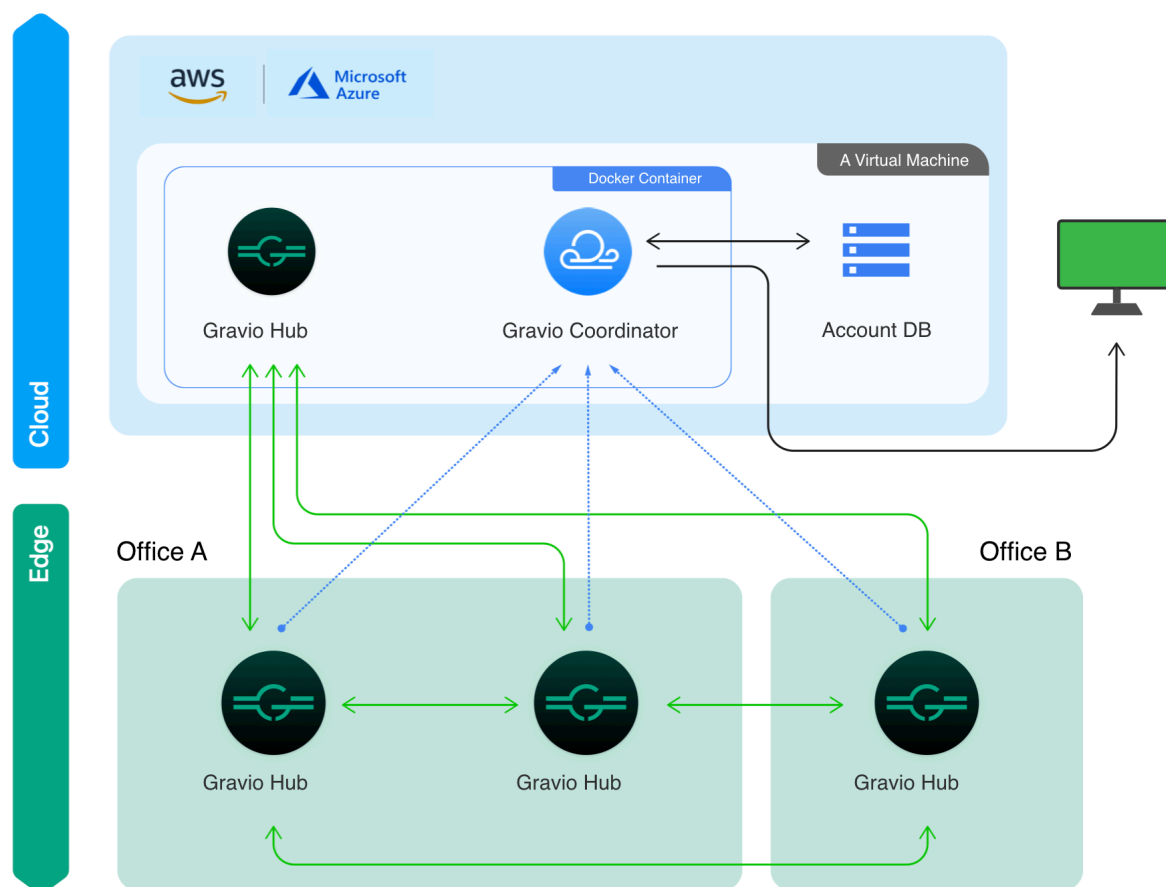 aws
Microsoft
Azure
A Virtual Machine
Docker Container
Gravio Hub
Gravio Coordinator
Account DB
Cloud
Edge
Office A
Office B
Gravio Hub
Gravio Hub
Gravio Hub